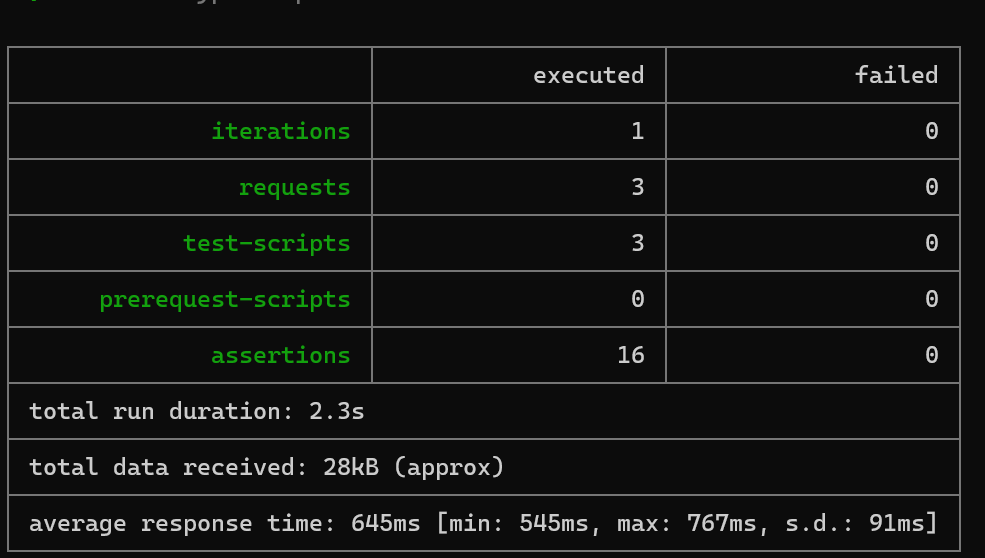 executed failed
iterations 1 0
requests 3 0
test-scripts 3 0
prerequest-scripts 0 0
assertions 16 0
total run duration: 2.3s
total data received: 28kB (approx)
average response time: 645ms [min: 545ms, max: 767ms, s.d.: 91ms]